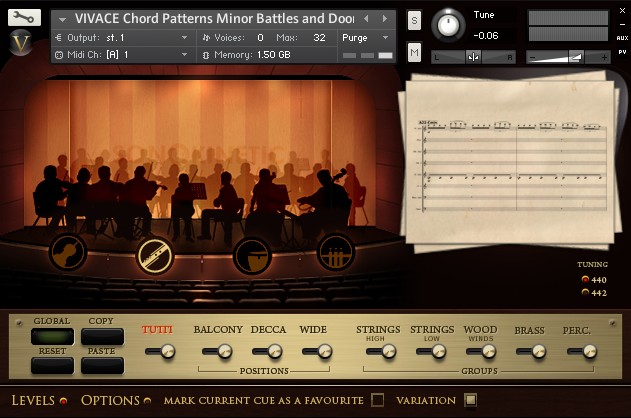 VIVACE Chord Patterns Minor Battles and Doo
Output: st.1 Voices: 0 Max: 32 Purge
Midi Ch: [A] 1 Memory: 1.50 GB
S
M
Tune
-0.06
L R
AUX
PV
V
TUNING
440
442
GLOBAL COPY
RESET PASTE
TUTTI
BALCONY DECCA WIDE
POSITIONS
STRINGS HIGH STRINGS LOW WOOD WINDS BRASS PERC.
GROUPS
LEVELS OPTIONS MARK CURRENT CUE AS A FAVOURITE VARIATION